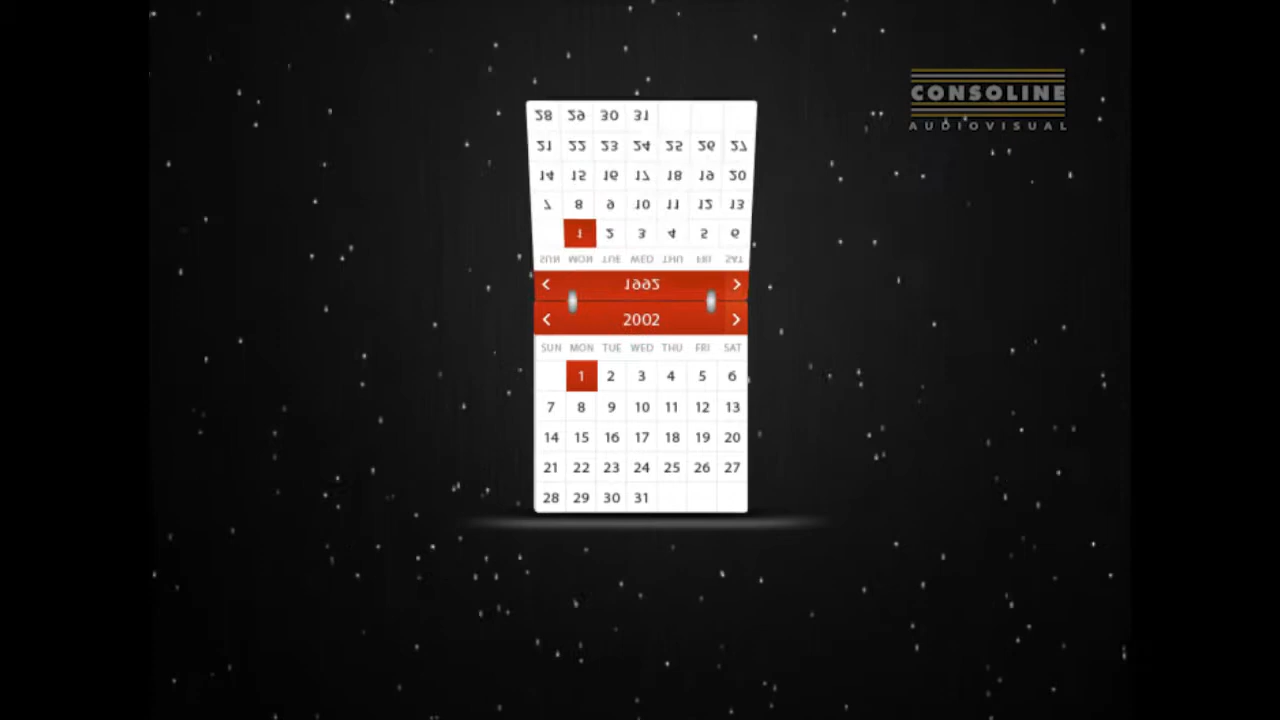 CONSOLINE
AUDIOVISUAL
28 29 30 31
21 22 23 24 25 26 27
14 15 16 17 18 19 20
7 8 9 10 11 12 13
1 2 3 4 5 6
SUN MON TUE WED THU FRI SAT
< 1992 >
< 2002 >
SUN MON TUE WED THU FRI SAT
1 2 3 4 5 6
7 8 9 10 11 12 13
14 15 16 17 18 19 20
21 22 23 24 25 26 27
28 29 30 31